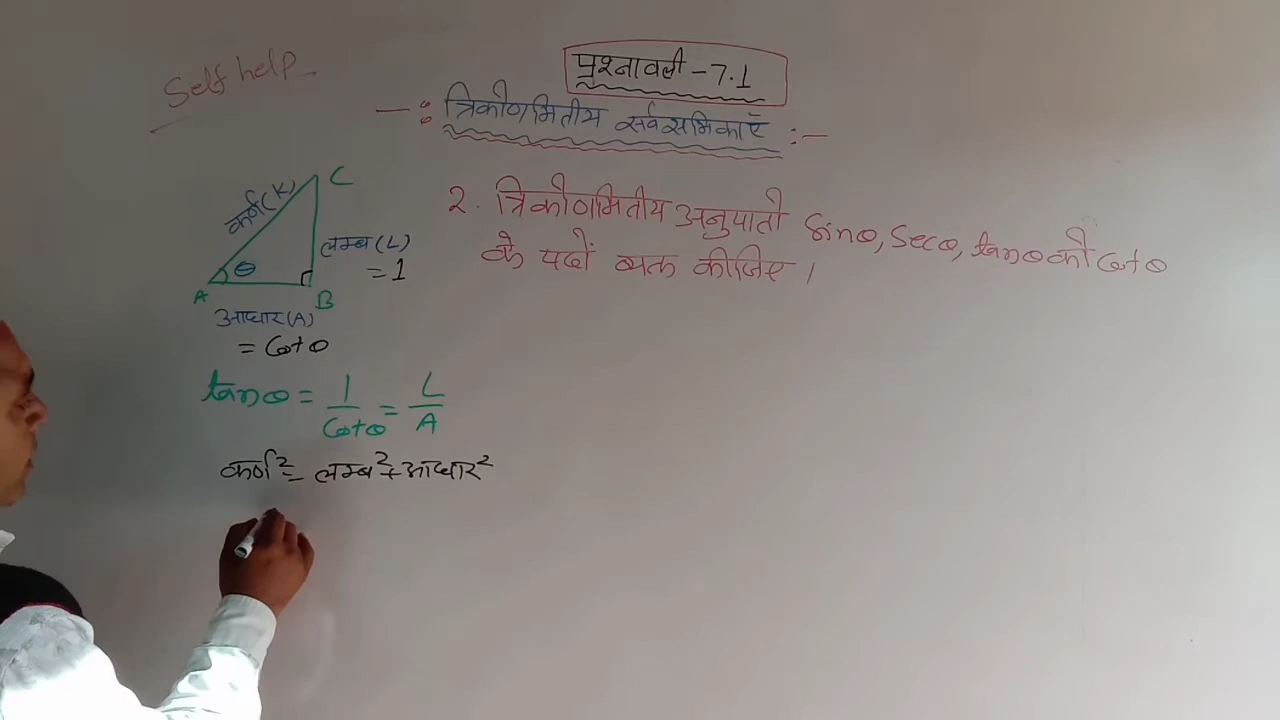 Self help
प्रश्नावली - 7.1
-: त्रिकोणमितीय सर्वसमिकाएँ :-
C
कर्ण(K)
लम्ब(L)
= 1
θ
A
B
आधार(A)
= Cotθ
2. त्रिकोणमितीय अनुपातो Sinθ, Secθ, tanθ को Cotθ
के पदों व्यक्त कीजिए।
tanθ = 1/Cotθ = L/A
कर्ण² = लम्ब² + आधार²